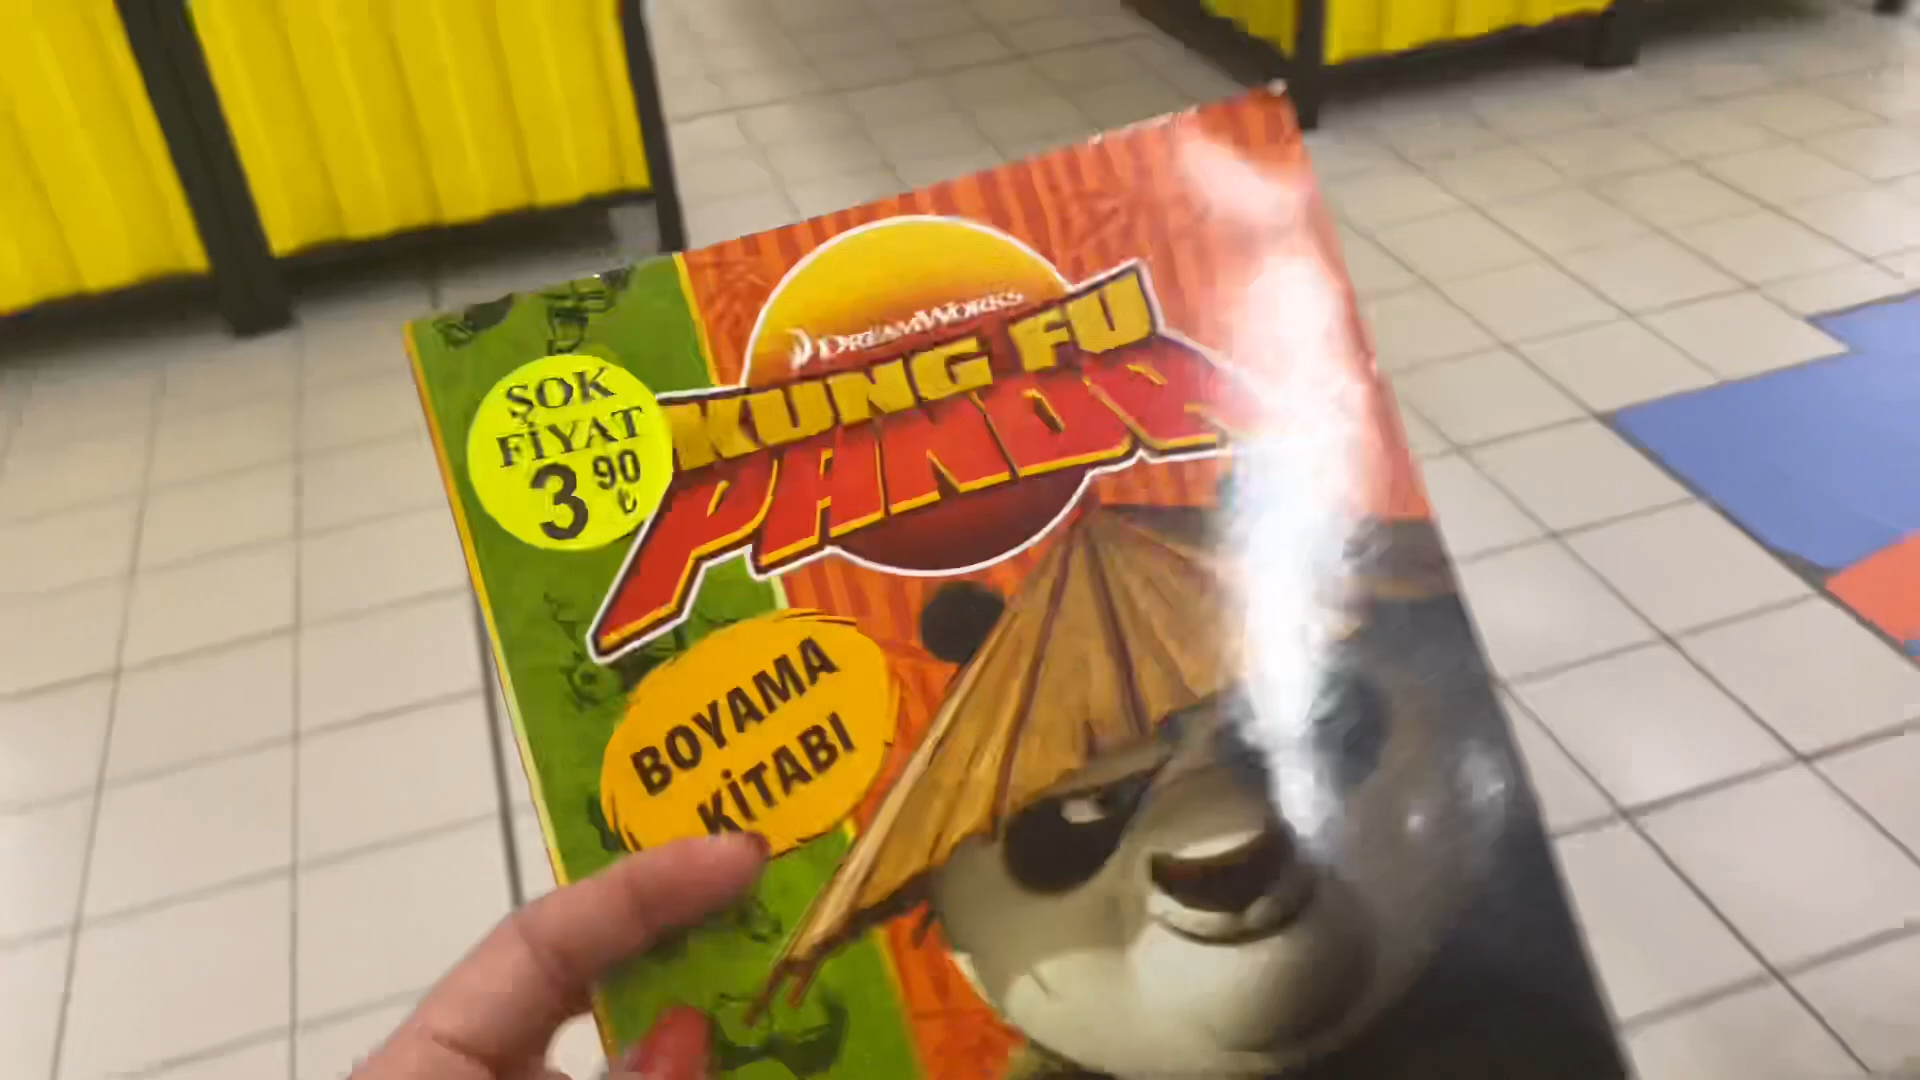 DREAMWORKS
KUNG FU
PANDA
ŞOK
FİYAT
3 90
₺
BOYAMA
KİTABI